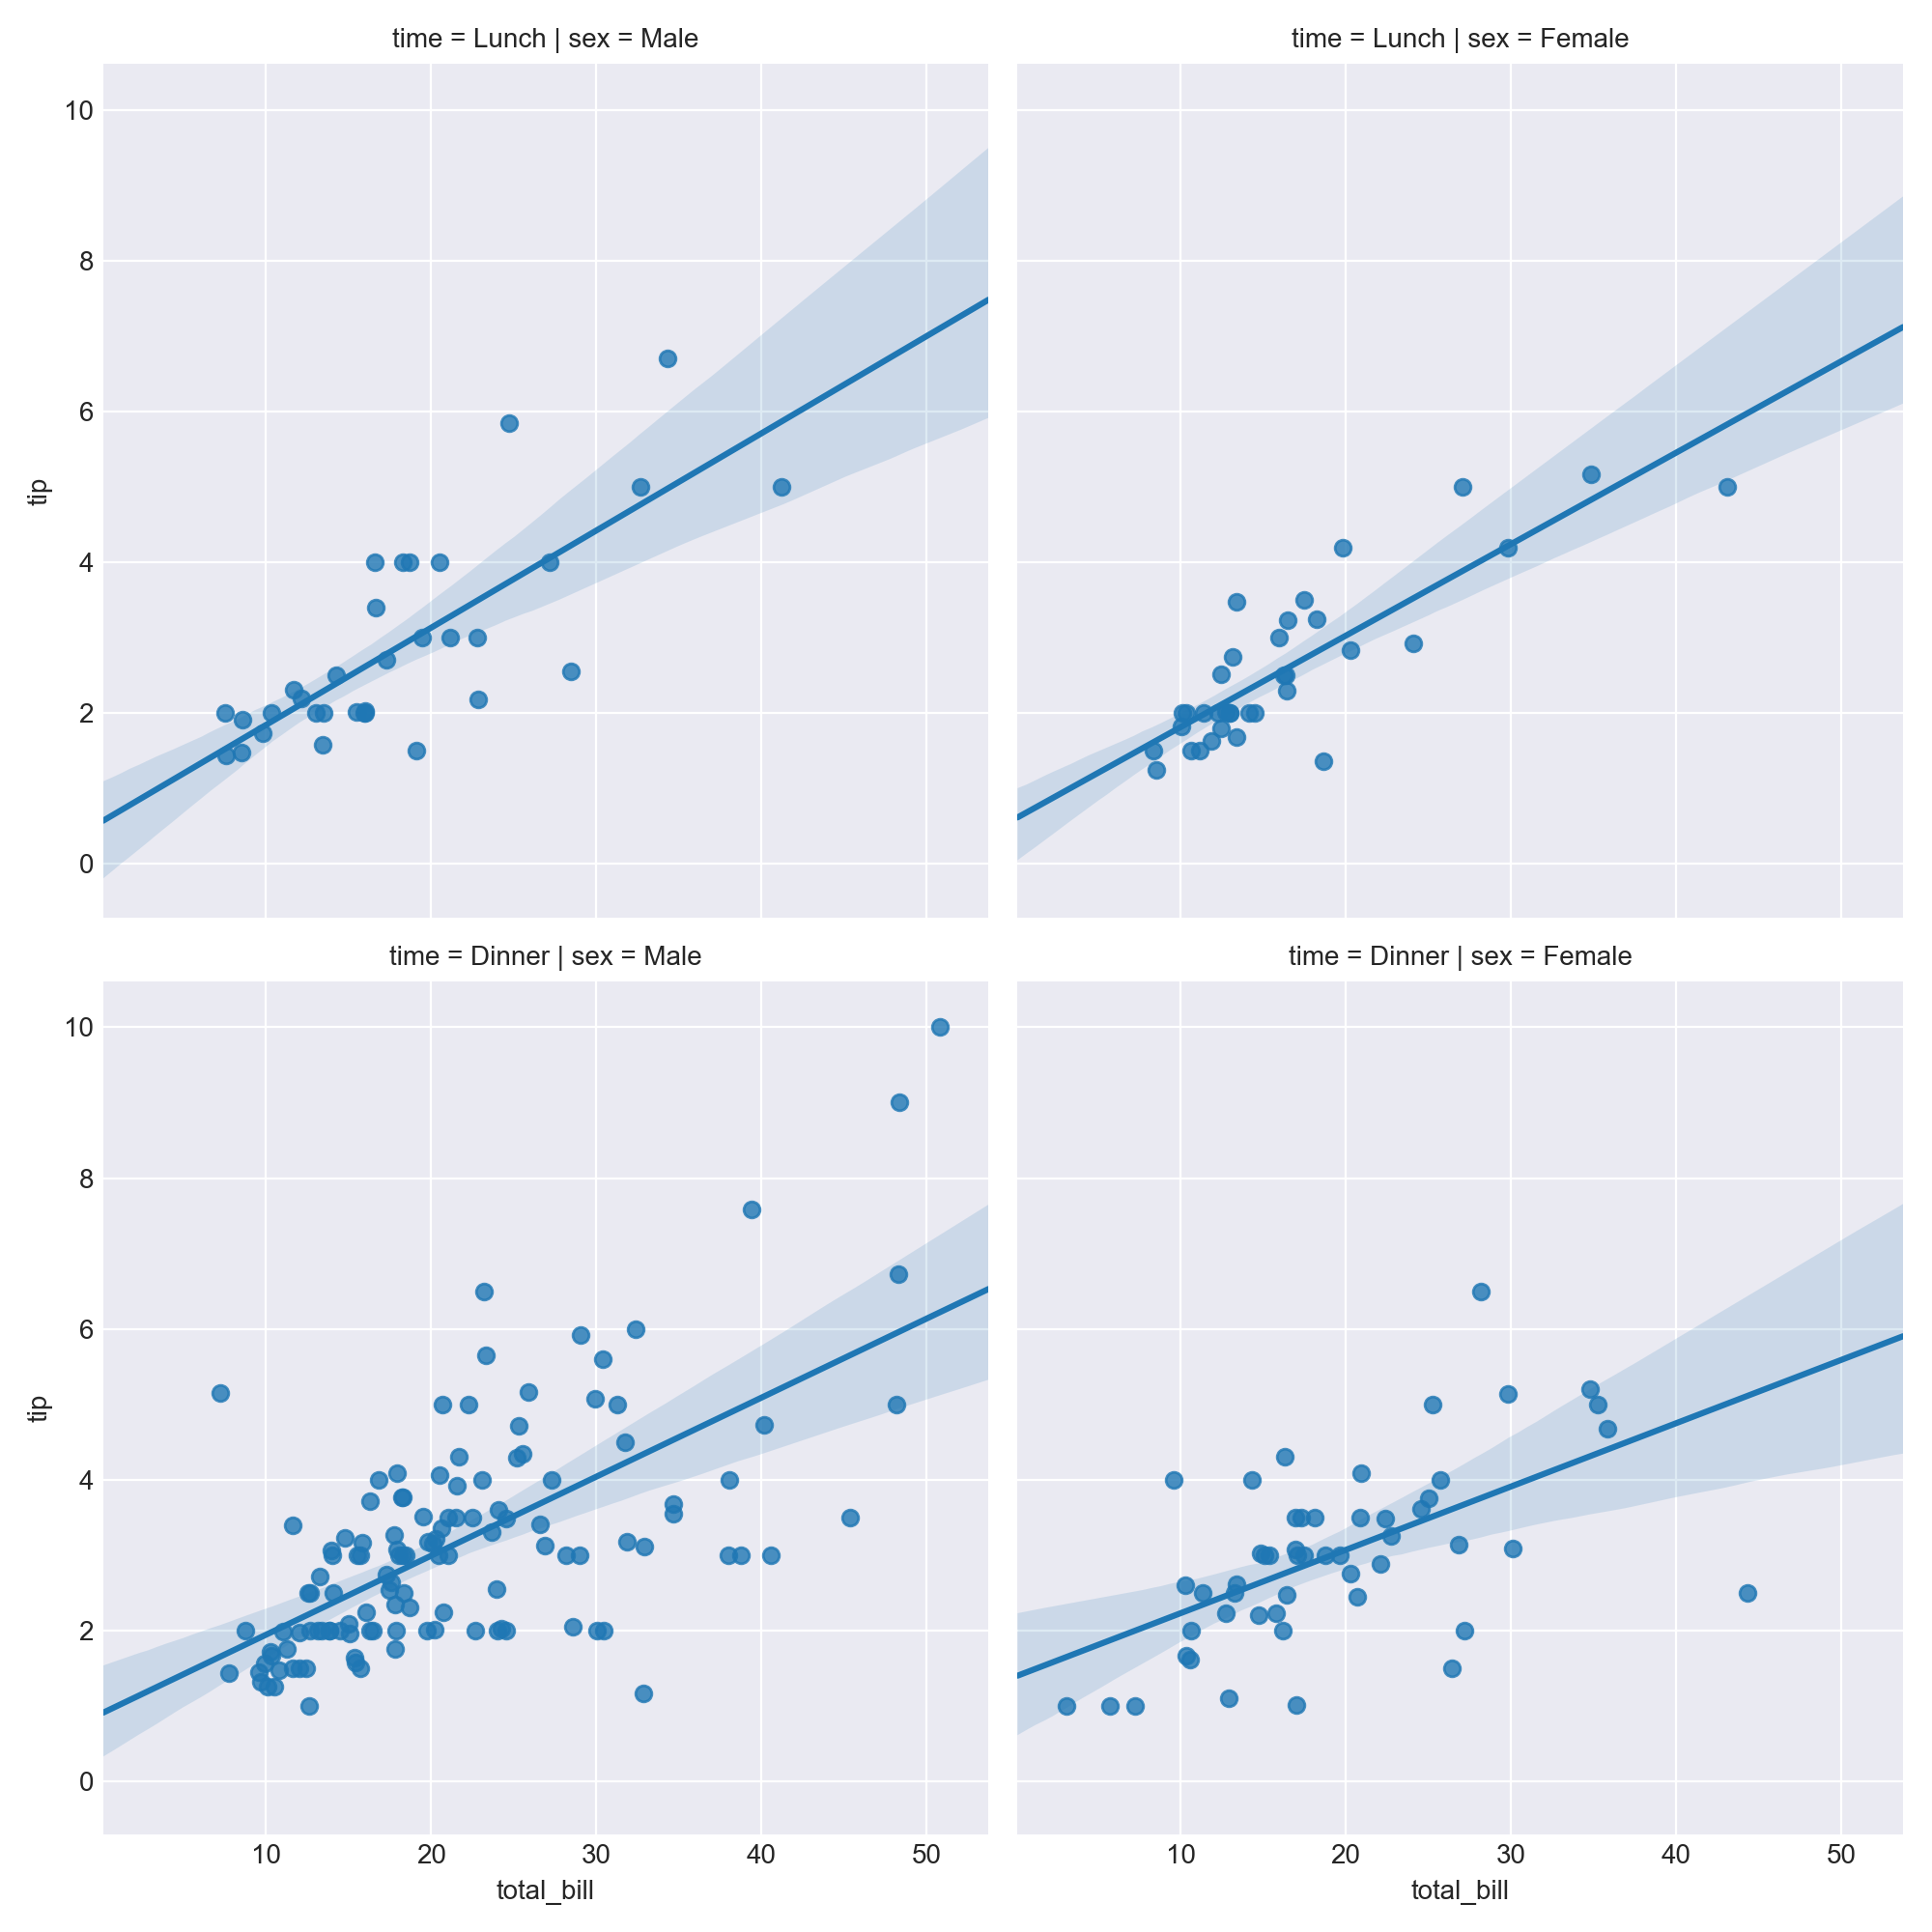 time = Lunch | sex = Male
time = Lunch | sex = Female
10
8
6
4
2
0
tip
time = Dinner | sex = Male
time = Dinner | sex = Female
10
8
6
4
2
0
tip
10 20 30 40 50
10 20 30 40 50
total_bill
total_bill